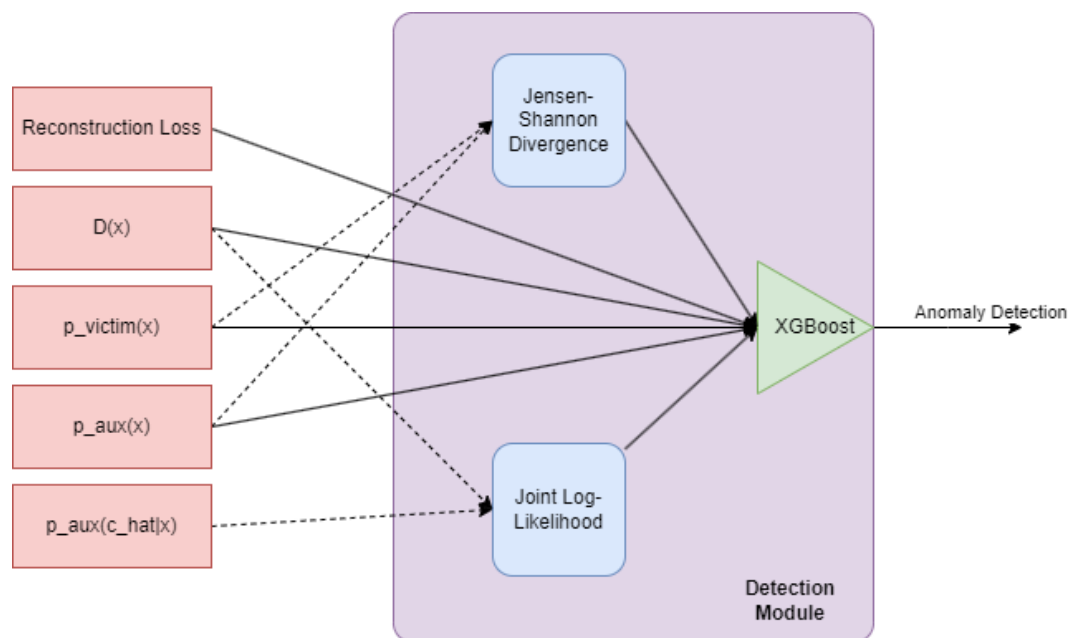 Reconstruction Loss
D(x)
p_victim(x)
p_aux(x)
p_aux(c_hat|x)
Jensen-
Shannon
Divergence
Joint Log-
Likelihood
XGBoost
Anomaly Detection
Detection
Module